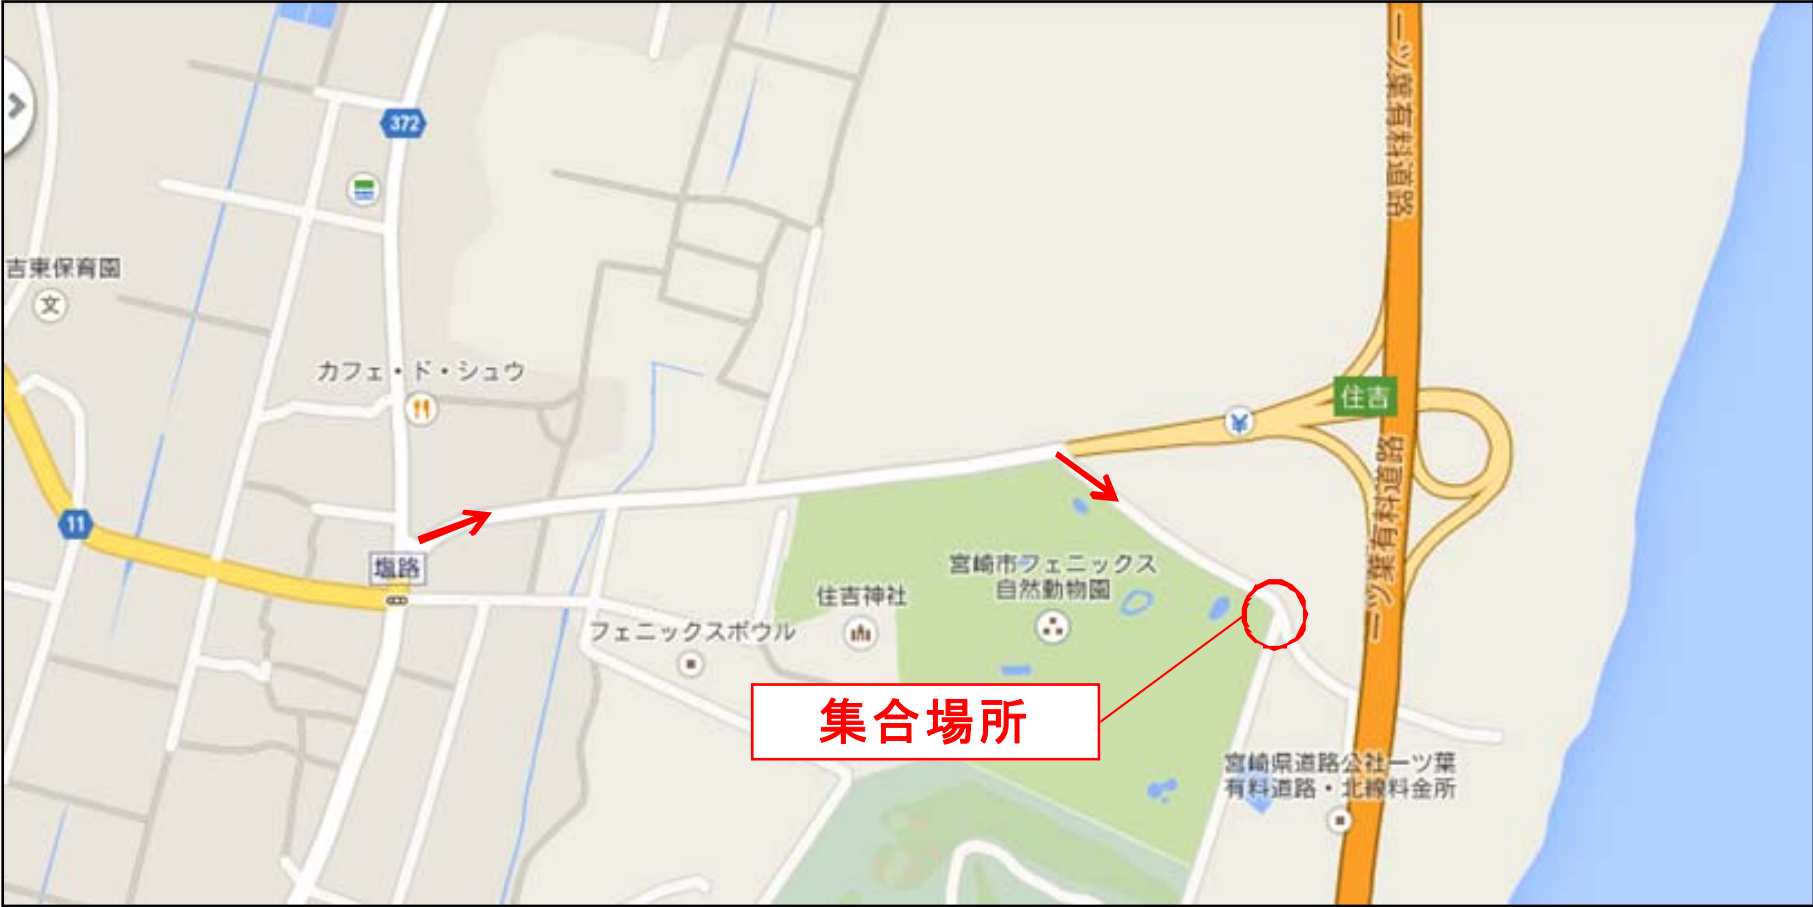 一ツ葉有料道路
372
吉東保育園
文
カフェ・ド・シュウ
住吉
¥
一ツ葉有料道路
11
塩路
宮崎市フェニックス
自然動物園
住吉神社
フェニックスボウル
集合場所
宮崎県道路公社一ツ葉
有料道路・北線料金所